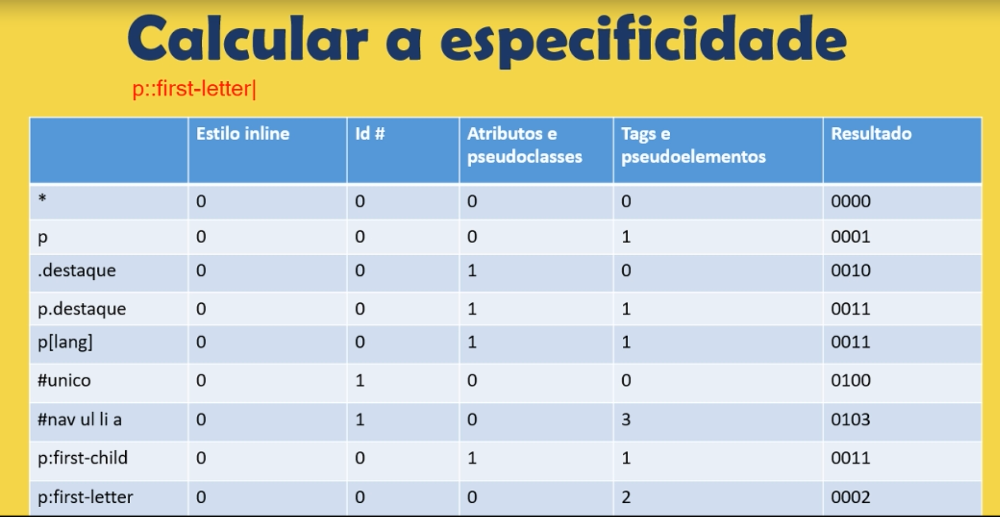 Calcular a especificidade
p::first-letter|
Estilo inline Id # Atributos e pseudoclasses Tags e pseudoelementos Resultado
* 0 0 0 0 0000
p 0 0 0 1 0001
.destaque 0 0 1 0 0010
p.destaque 0 0 1 1 0011
p[lang] 0 0 1 1 0011
#unico 0 1 0 0 0100
#nav ul li a 0 1 0 3 0103
p:first-child 0 0 1 1 0011
p:first-letter 0 0 0 2 0002